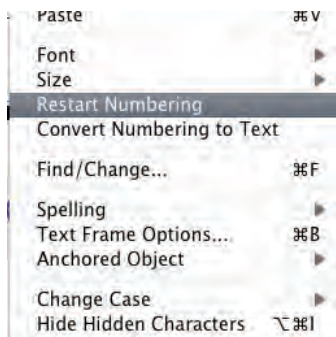 Paste ⌘V
Font
Size
Restart Numbering
Convert Numbering to Text
Find/Change... ⌘F
Spelling
Text Frame Options... ⌘B
Anchored Object
Change Case
Hide Hidden Characters ⌥⌘I